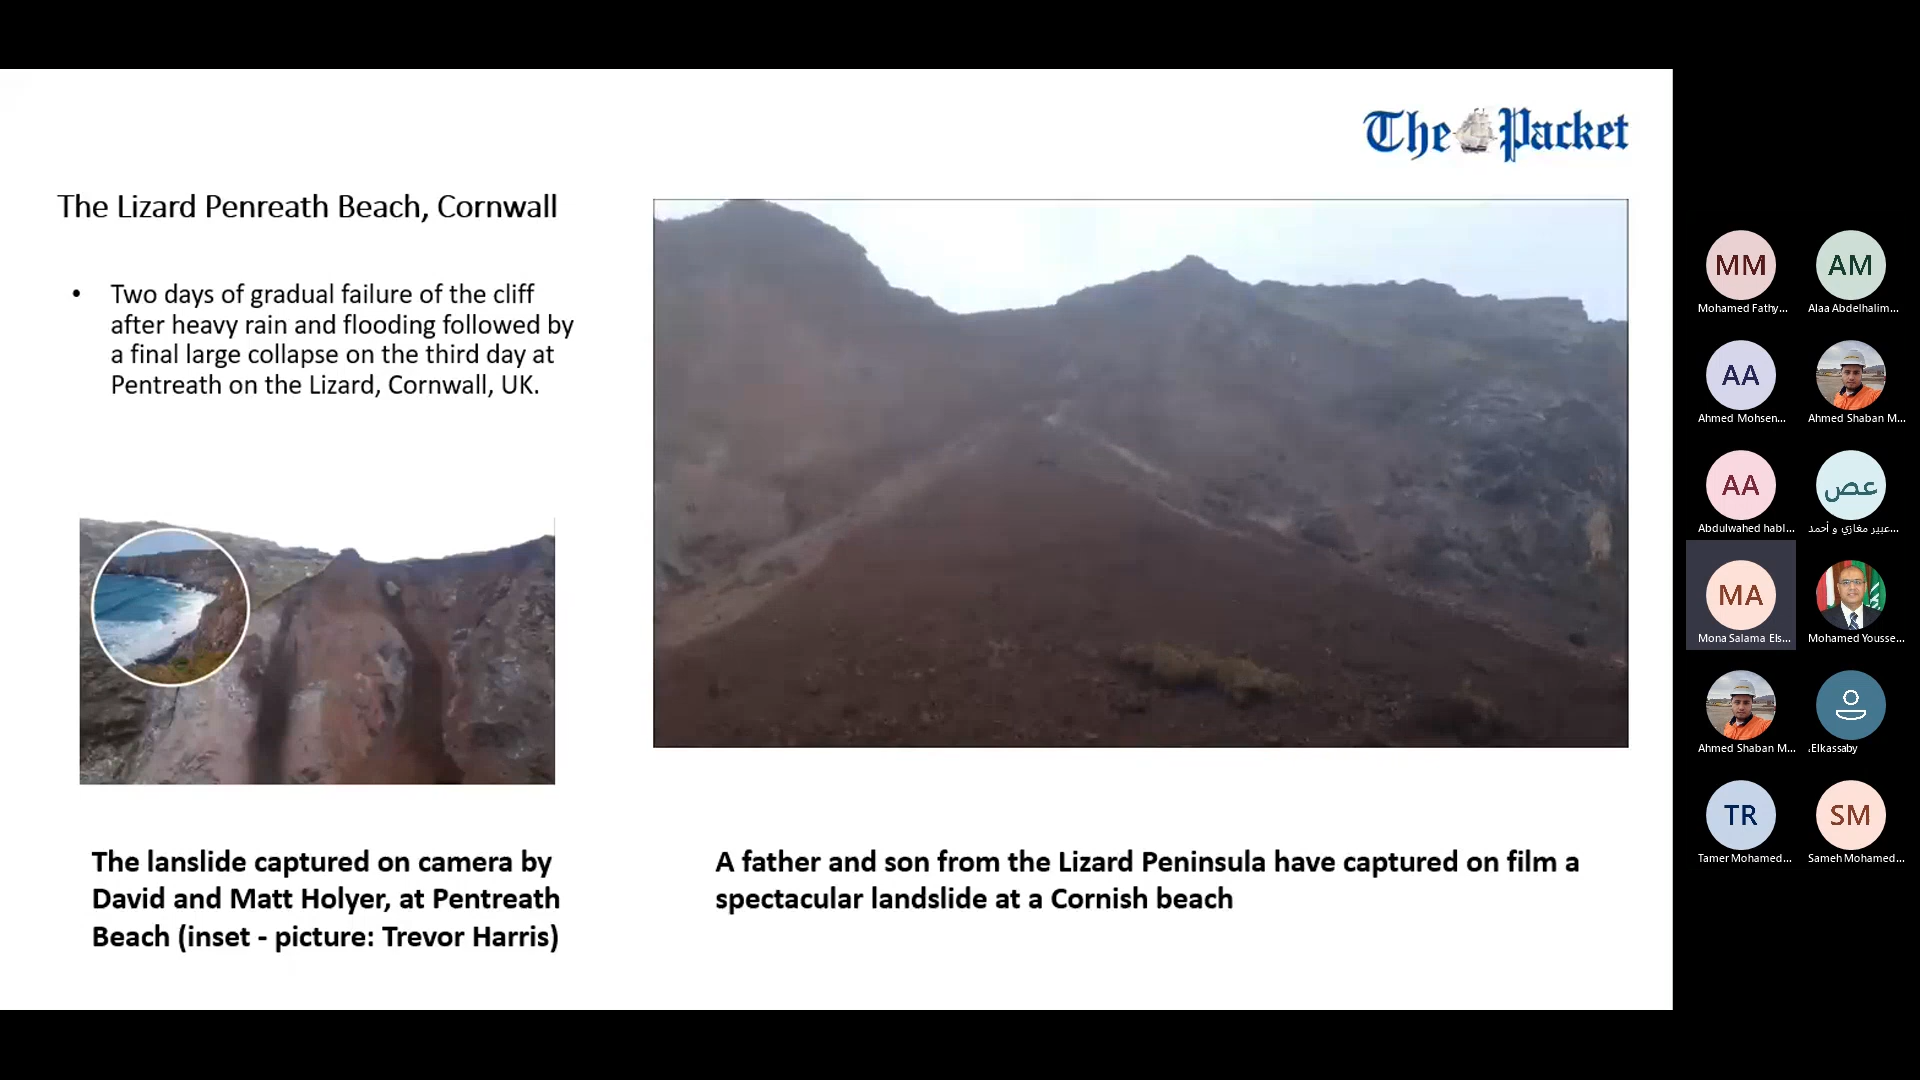 The Packet
The Lizard Penreath Beach, Cornwall
• Two days of gradual failure of the cliff
after heavy rain and flooding followed by
a final large collapse on the third day at
Pentreath on the Lizard, Cornwall, UK.
The lanslide captured on camera by
David and Matt Holyer, at Pentreath
Beach (inset - picture: Trevor Harris)
A father and son from the Lizard Peninsula have captured on film a
spectacular landslide at a Cornish beach
MM
AM
Mohamed Fathy...
Alaa Abdelhalim...
AA
Ahmed Mohsen...
Ahmed Shaban M...
AA
عص
Abdulwahed habl...
عبير مغازي و أحمد...
MA
Mona Salama Els...
Mohamed Yousse...
Ahmed Shaban M...
.Elkassaby
TR
SM
Tamer Mohamed...
Sameh Mohamed...